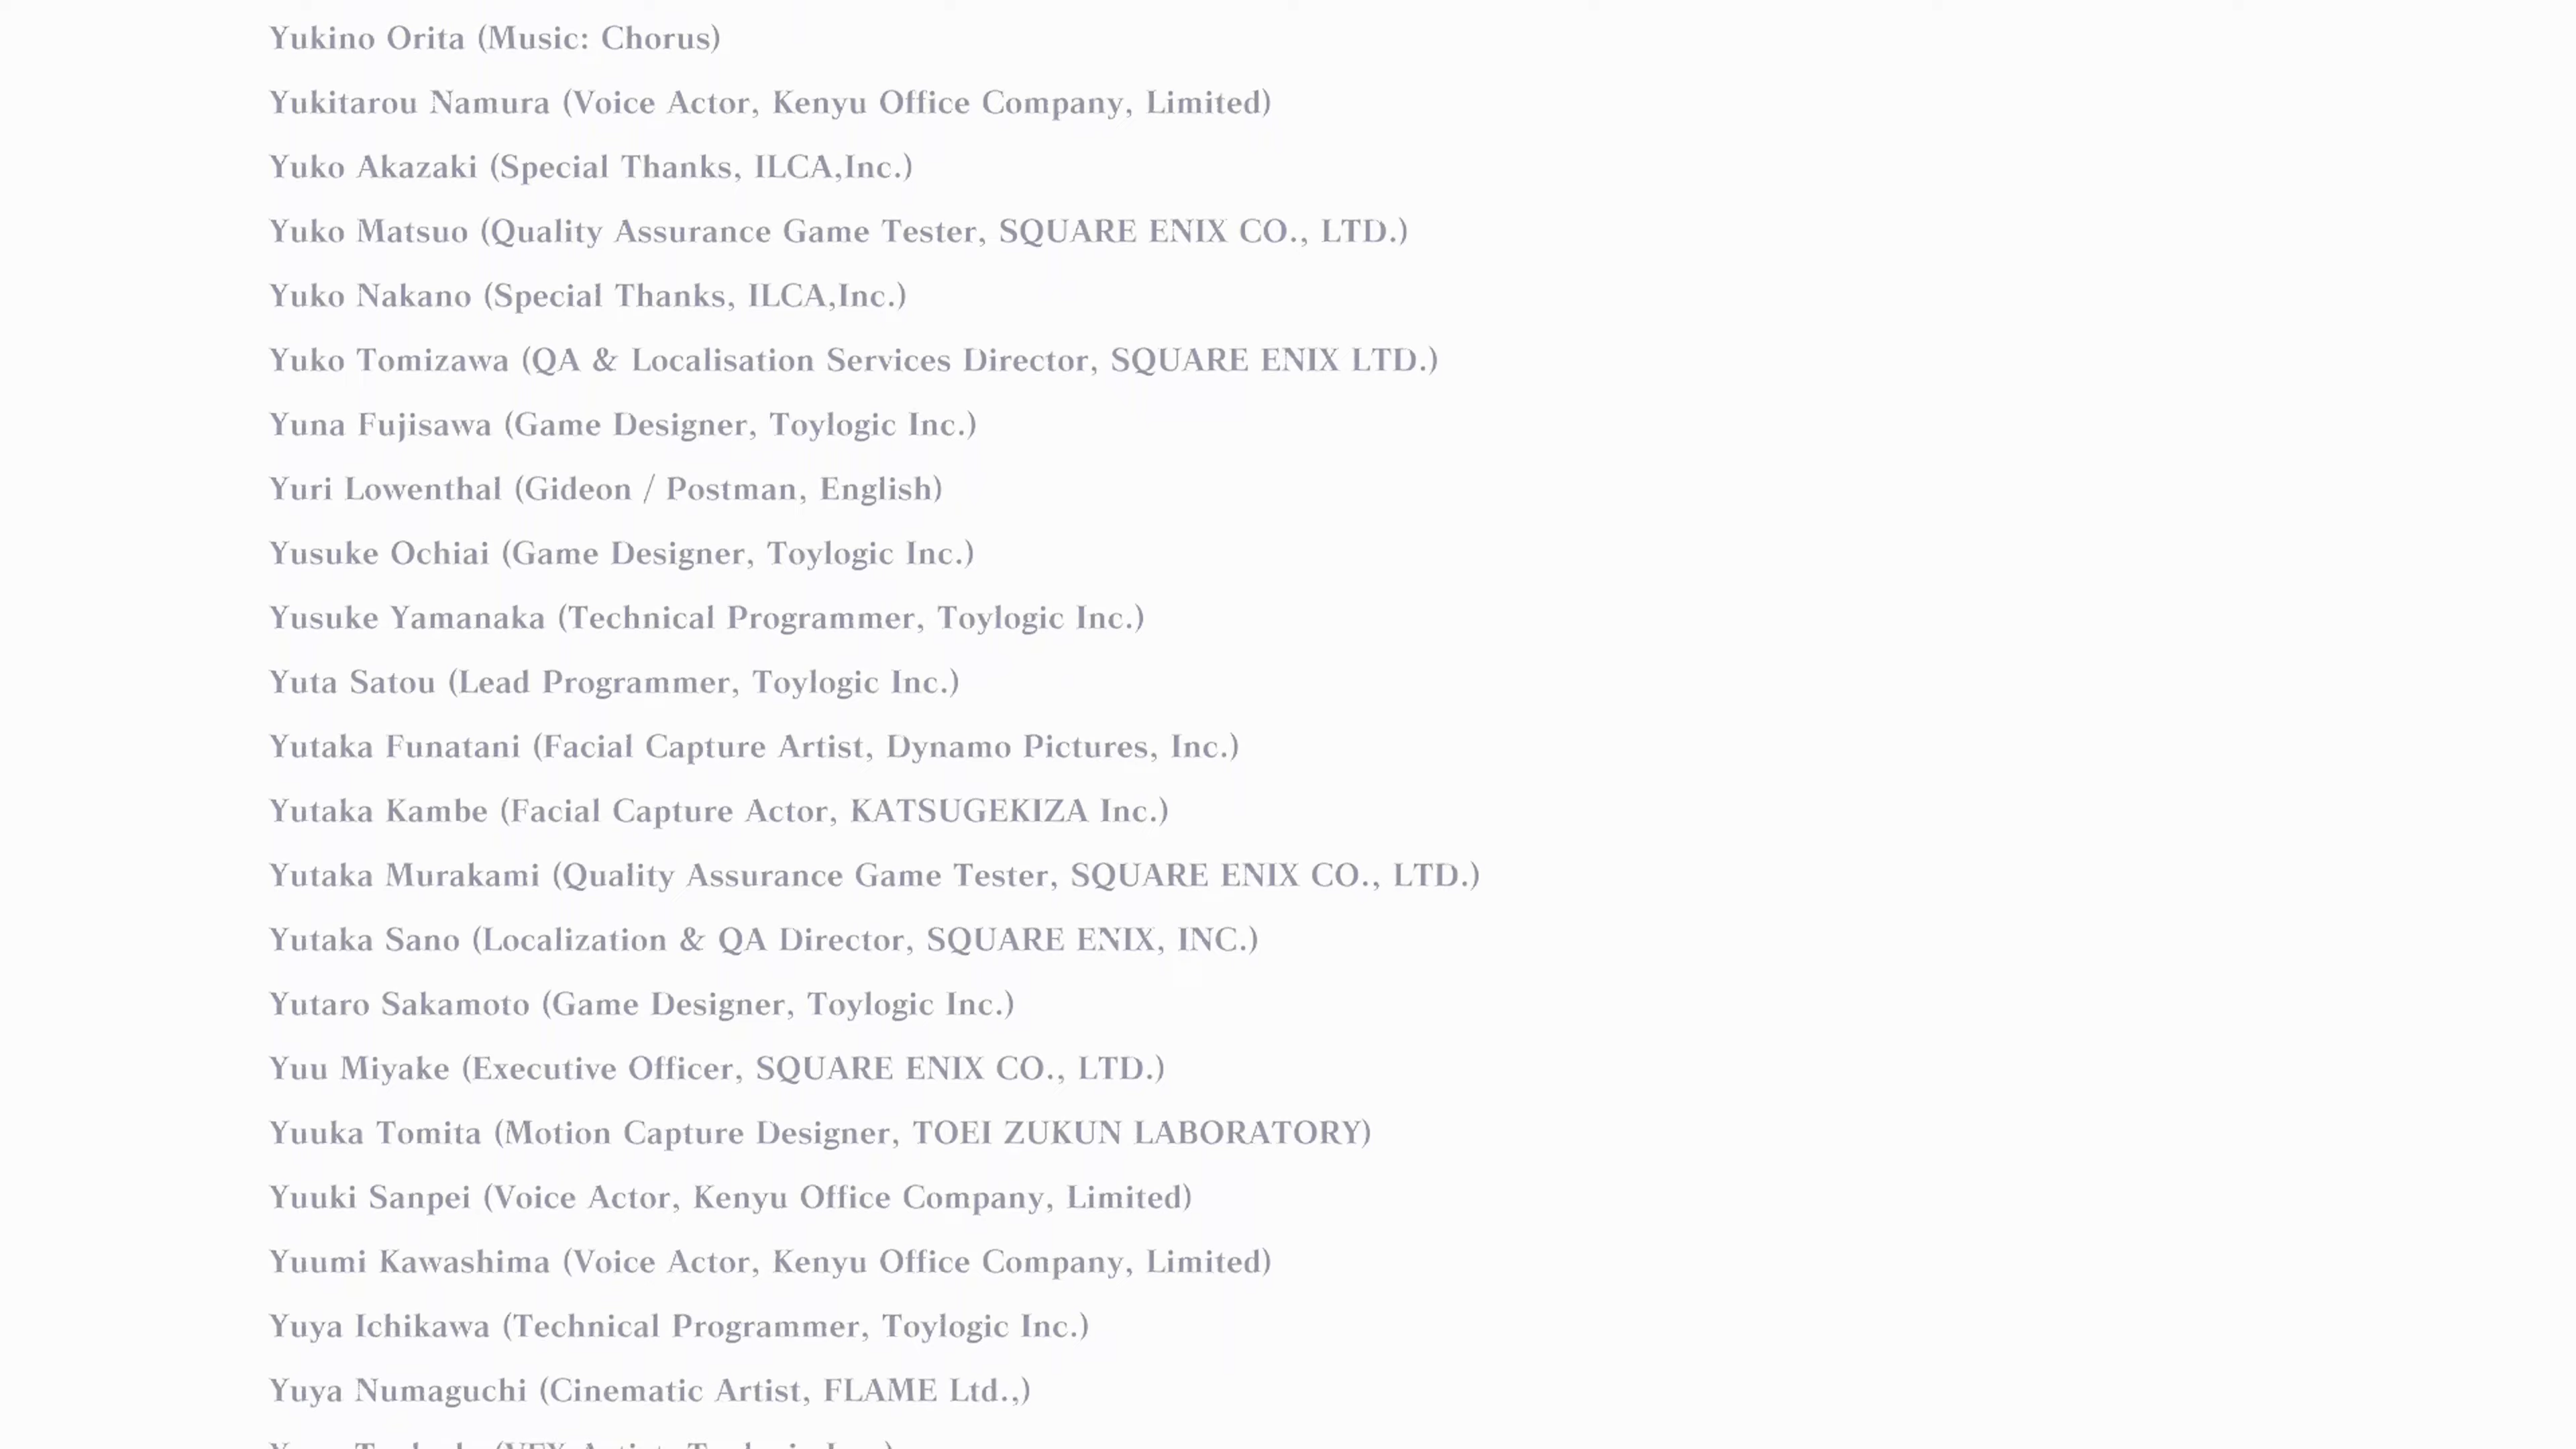 Yukino Orita (Music: Chorus)
Yukitarou Namura (Voice Actor, Kenyu Office Company, Limited)
Yuko Akazaki (Special Thanks, ILCA,Inc.)
Yuko Matsuo (Quality Assurance Game Tester, SQUARE ENIX CO., LTD.)
Yuko Nakano (Special Thanks, ILCA,Inc.)
Yuko Tomizawa (QA & Localisation Services Director, SQUARE ENIX LTD.)
Yuna Fujisawa (Game Designer, Toylogic Inc.)
Yuri Lowenthal (Gideon / Postman, English)
Yusuke Ochiai (Game Designer, Toylogic Inc.)
Yusuke Yamanaka (Technical Programmer, Toylogic Inc.)
Yuta Satou (Lead Programmer, Toylogic Inc.)
Yutaka Funatani (Facial Capture Artist, Dynamo Pictures, Inc.)
Yutaka Kambe (Facial Capture Actor, KATSUGEKIZA Inc.)
Yutaka Murakami (Quality Assurance Game Tester, SQUARE ENIX CO., LTD.)
Yutaka Sano (Localization & QA Director, SQUARE ENIX, INC.)
Yutaro Sakamoto (Game Designer, Toylogic Inc.)
Yuu Miyake (Executive Officer, SQUARE ENIX CO., LTD.)
Yuuka Tomita (Motion Capture Designer, TOEI ZUKUN LABORATORY)
Yuuki Sanpei (Voice Actor, Kenyu Office Company, Limited)
Yuumi Kawashima (Voice Actor, Kenyu Office Company, Limited)
Yuya Ichikawa (Technical Programmer, Toylogic Inc.)
Yuya Numaguchi (Cinematic Artist, FLAME Ltd.,)